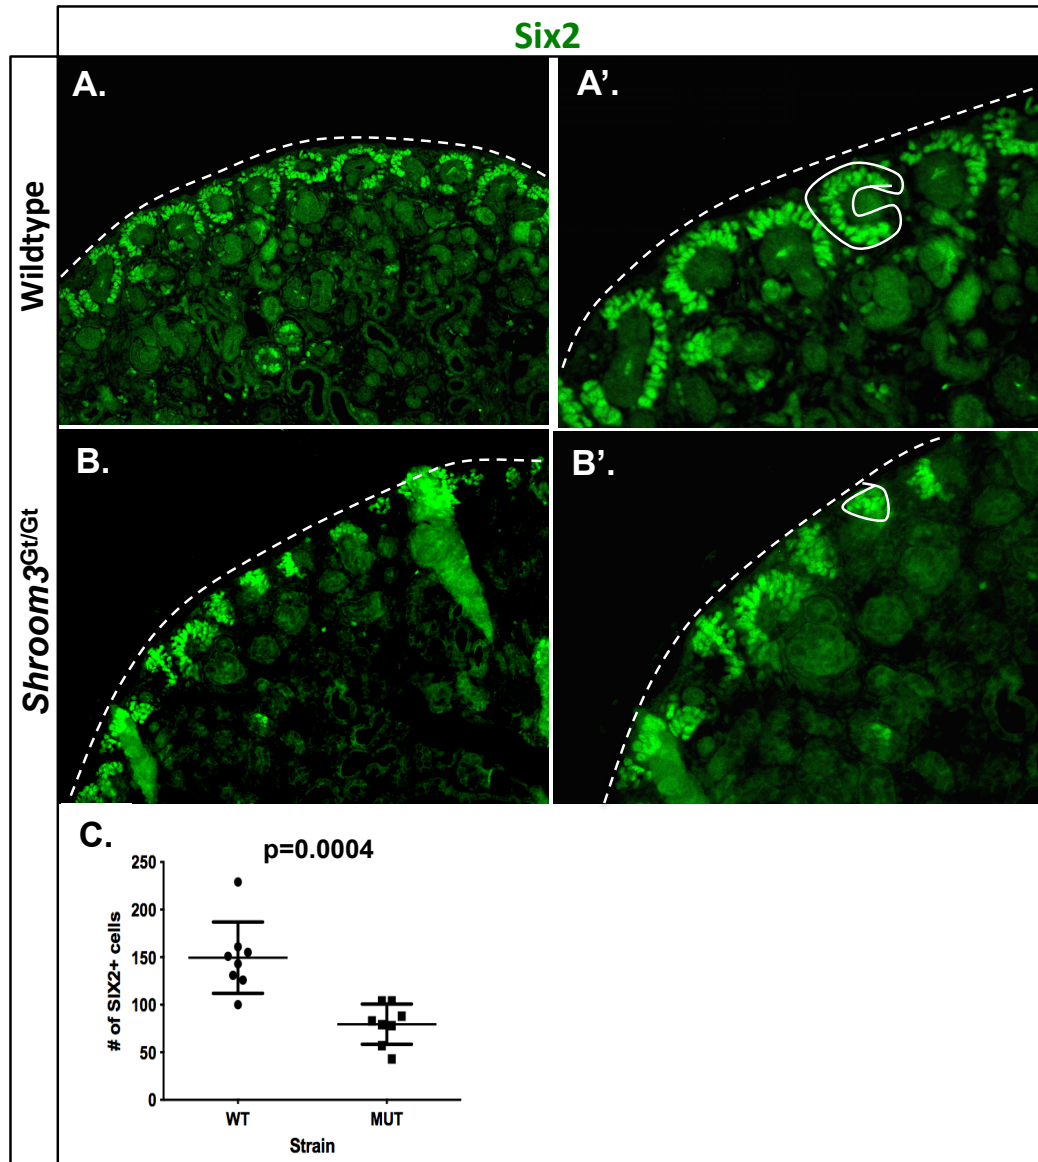 Six2
Wildtype
A.
A'.
Shroom3Gt/Gt
B.
B'.
C.
p=0.0004
# of SIX2+ cells
250
200
150
100
50
0
WT
MUT
Strain